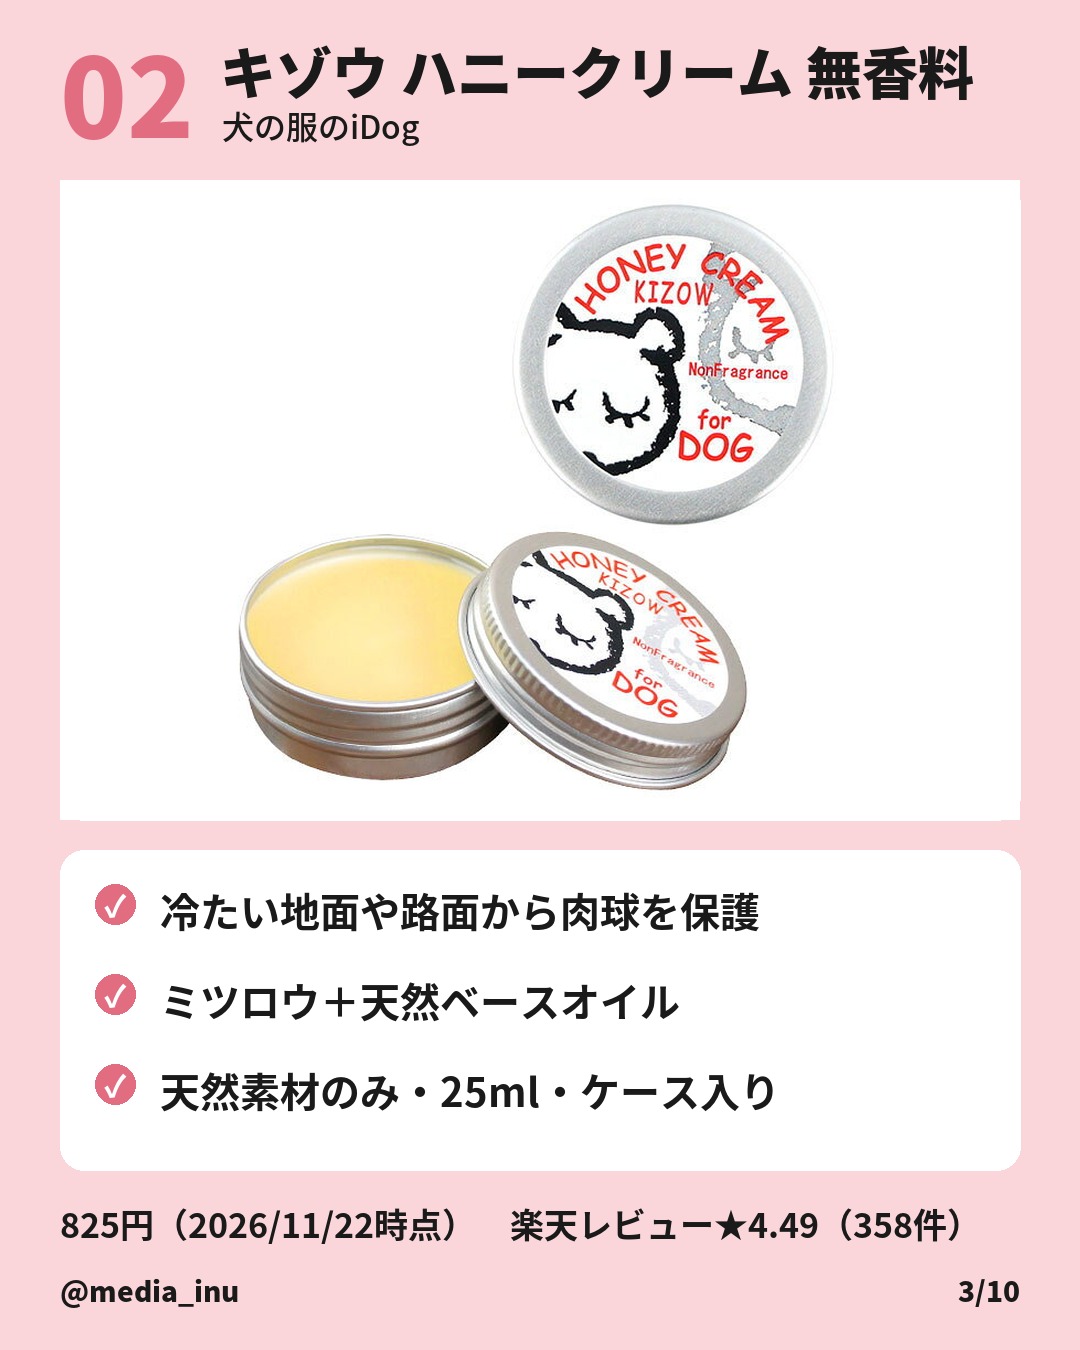 02
キゾウ ハニークリーム 無香料
犬の服のiDog
HONEY CREAM
KIZOW
NonFragrance
for
DOG
HONEY CREAM
KIZOW
NonFragrance
for
DOG
冷たい地面や路面から肉球を保護
ミツロウ＋天然ベースオイル
天然素材のみ・25ml・ケース入り
825円（2026/11/22時点） 楽天レビュー★4.49（358件）
@media_inu
3/10